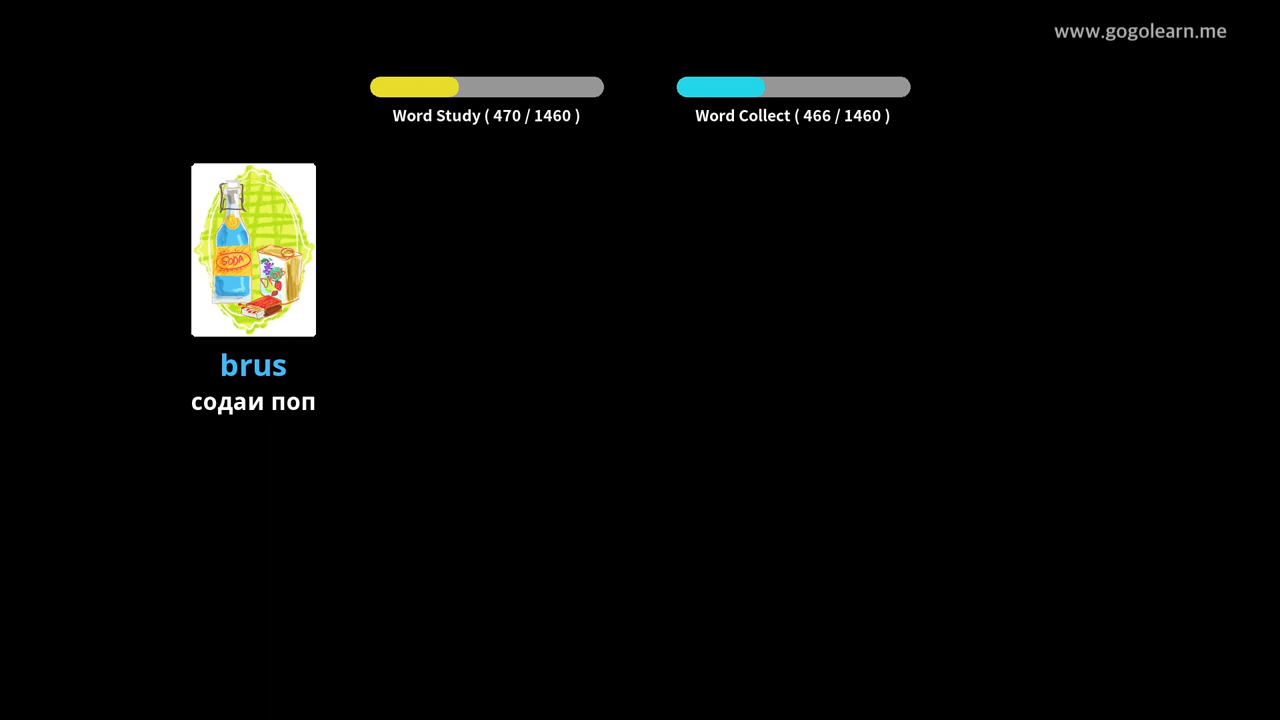 www.gogolearn.me
Word Study ( 470 / 1460 )
Word Collect ( 466 / 1460 )
SODA
brus
содаи поп